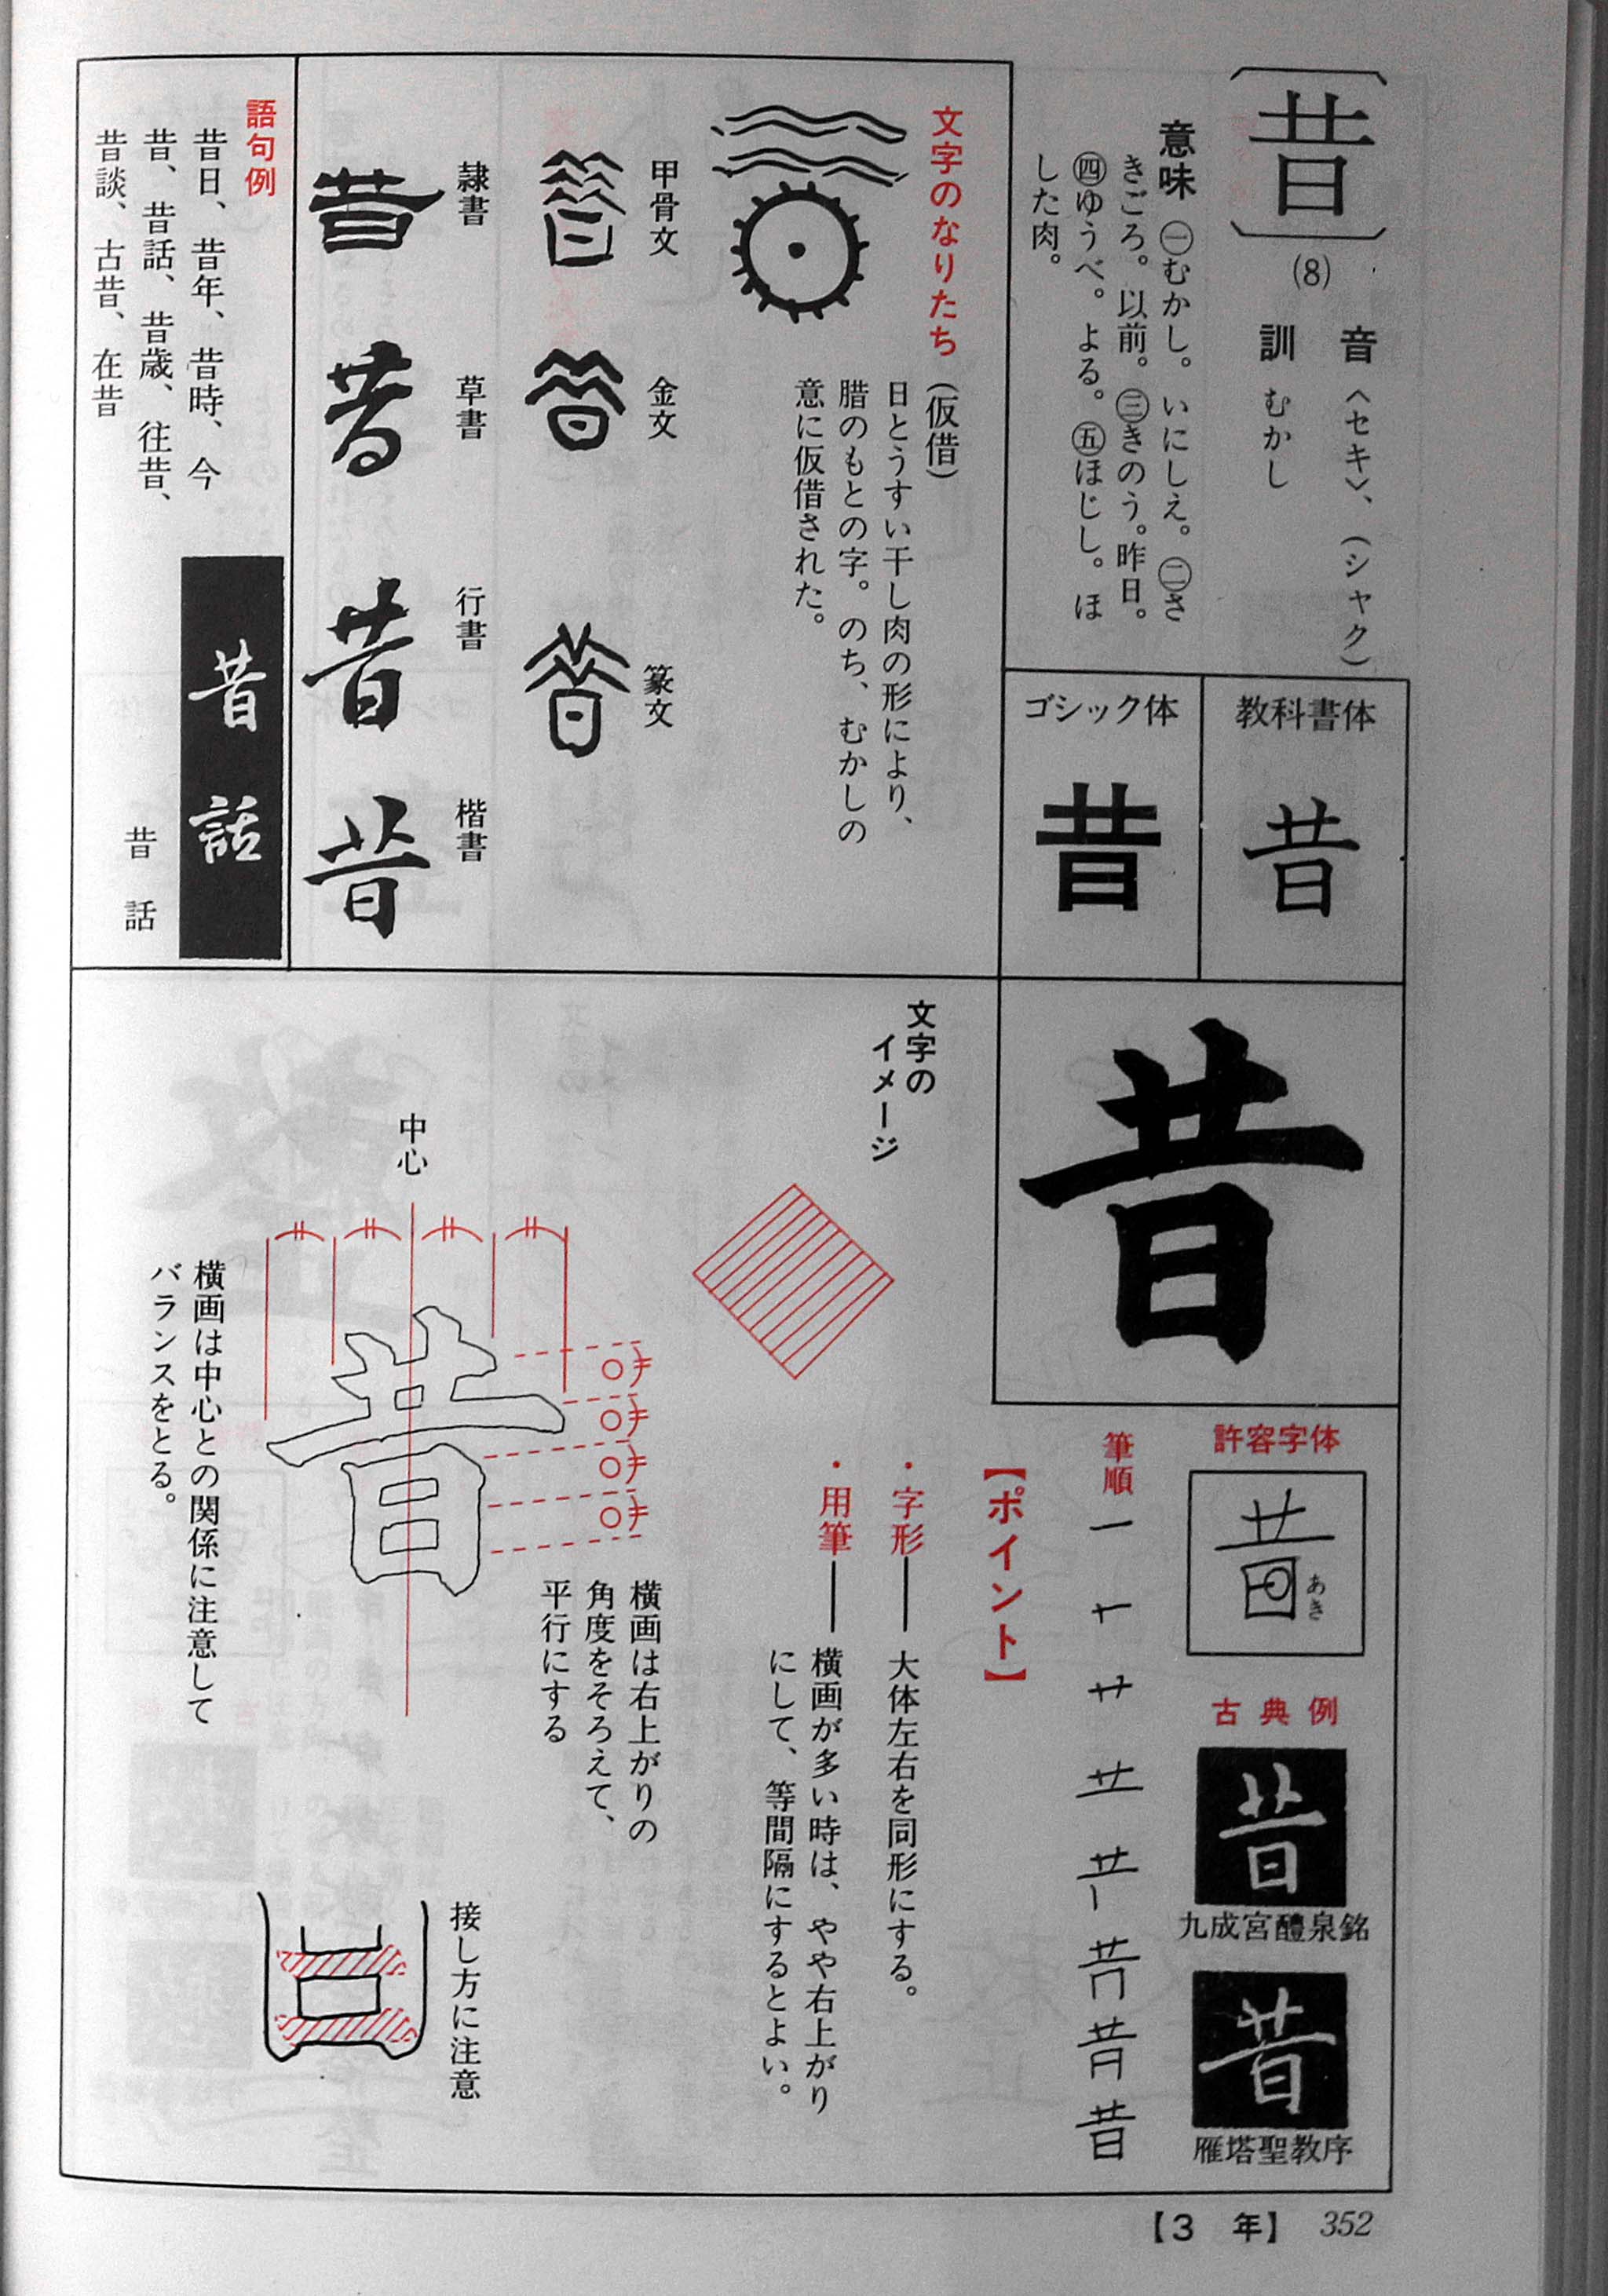 〔昔〕(8)
音 〈セキ〉、(シャク)
訓 むかし
意味 ㊀むかし。いにしえ。㊁さ
きごろ。以前。㊂きのう。昨日。
㊃ゆうべ。よる。㊄ほじし。ほ
した肉。
教科書体
昔
ゴシック体
昔
文字のなりたち (仮借)
日とうすい干し肉の形により、
腊のもとの字。のち、むかしの
意に仮借された。
甲骨文
金文
篆文
隷書
昔
草書
昔
行書
昔
楷書
昔
語句例
昔日、昔年、昔時、今
昔、昔話、昔歳、往昔、
昔談、古昔、在昔
昔話
昔話
昔
許容字体
昔
あき
古典例
昔
九成宮醴泉銘
昔
雁塔聖教序
筆順
昔
【ポイント】
・字形——大体左右を同形にする。
・用筆——横画が多い時は、やや右上がり
にして、等間隔にするとよい。
文字の
イメージ
横画は右上がりの
角度をそろえて、
平行にする
中心
昔
横画は中心との関係に注意して
バランスをとる。
接し方に注意
【3 年】 352